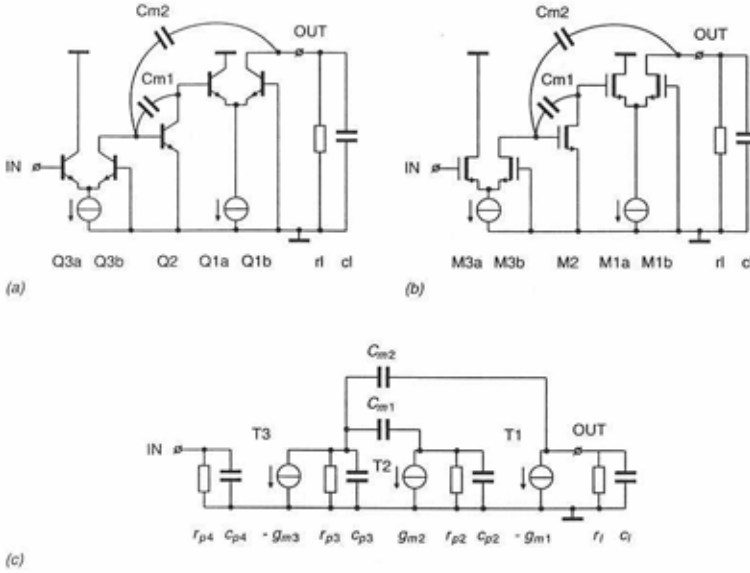 Cm2
OUT
Cm1
IN
Q3a Q3b Q2 Q1a Q1b rl cl
(a)
Cm2
OUT
Cm1
IN
M3a M3b M2 M1a M1b rl c
(b)
Cm2
Cm1
T3 T1 OUT
IN
T2
rp4 cp4 - gm3 rp3 cp3 gm2 rp2 cp2 - gm1 rl cl
(c)